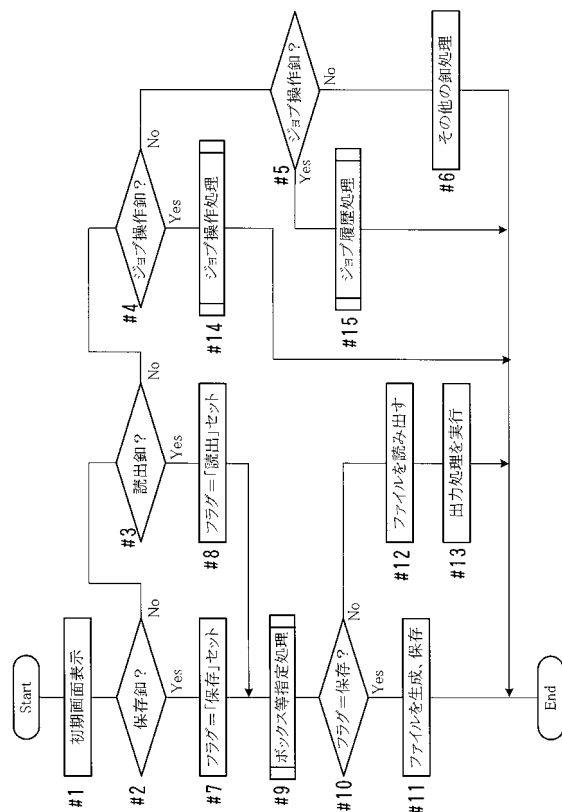 Start
#1
初期画面表示
#2
保存釦？
No
Yes
#7
フラグ＝「保存」セット
#9
ボックス等指定処理
#10
フラグ＝保存？
No
Yes
#11
ファイルを生成、保存
End
#3
読出釦？
No
Yes
#8
フラグ＝「読出」セット
#12
ファイルを読み出す
#13
出力処理を実行
#4
ジョブ操作釦？
No
Yes
#14
ジョブ操作処理
#5
ジョブ操作釦？
No
Yes
#15
ジョブ履歴処理
#6
その他の釦処理